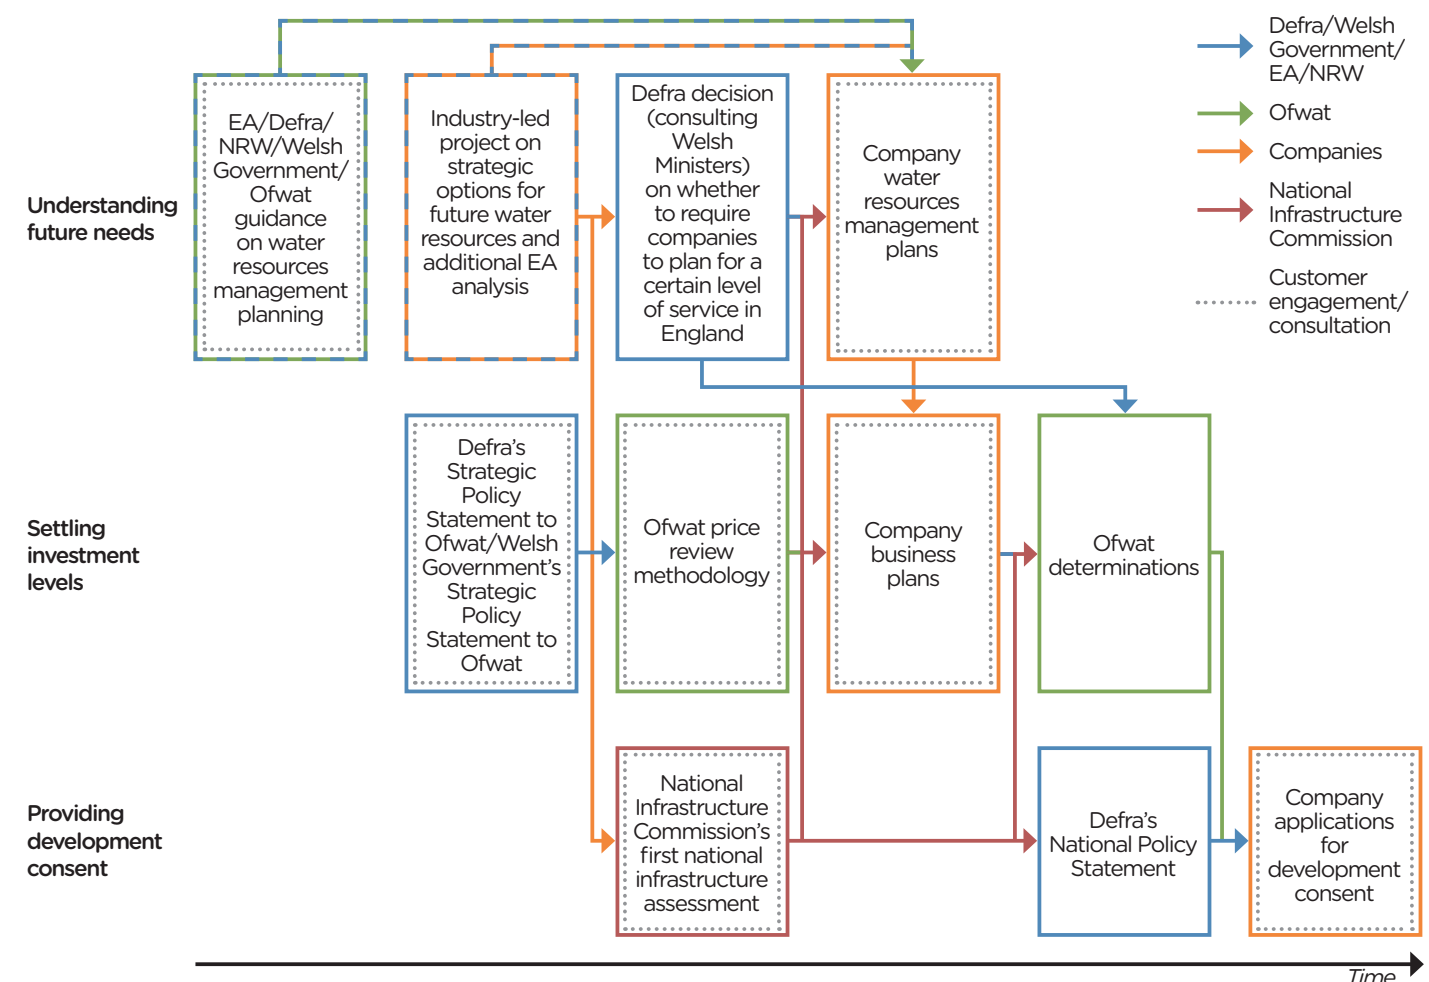 Understanding
future needs
EA/Defra/
NRW/Welsh
Government/
Ofwat
guidance
on water
resources
management
planning
Industry-led
project on
strategic
options for
future water
resources and
additional EA
analysis
Defra decision
(consulting
Welsh
Ministers)
on whether
to require
companies
to plan for a
certain level
of service in
England
Company
water
resources
management
plans
Defra/Welsh
Government/
EA/NRW
Ofwat
Companies
National
Infrastructure
Commission
Customer
engagement/
consultation
Settling
investment
levels
Defra's
Strategic
Policy
Statement to
Ofwat/Welsh
Government's
Strategic
Policy
Statement to
Ofwat
Ofwat price
review
methodology
Company
business
plans
Ofwat
determinations
Providing
development
consent
National
Infrastructure
Commission's
first national
infrastructure
assessment
Defra's
National Policy
Statement
Company
applications
for
development
consent
Time